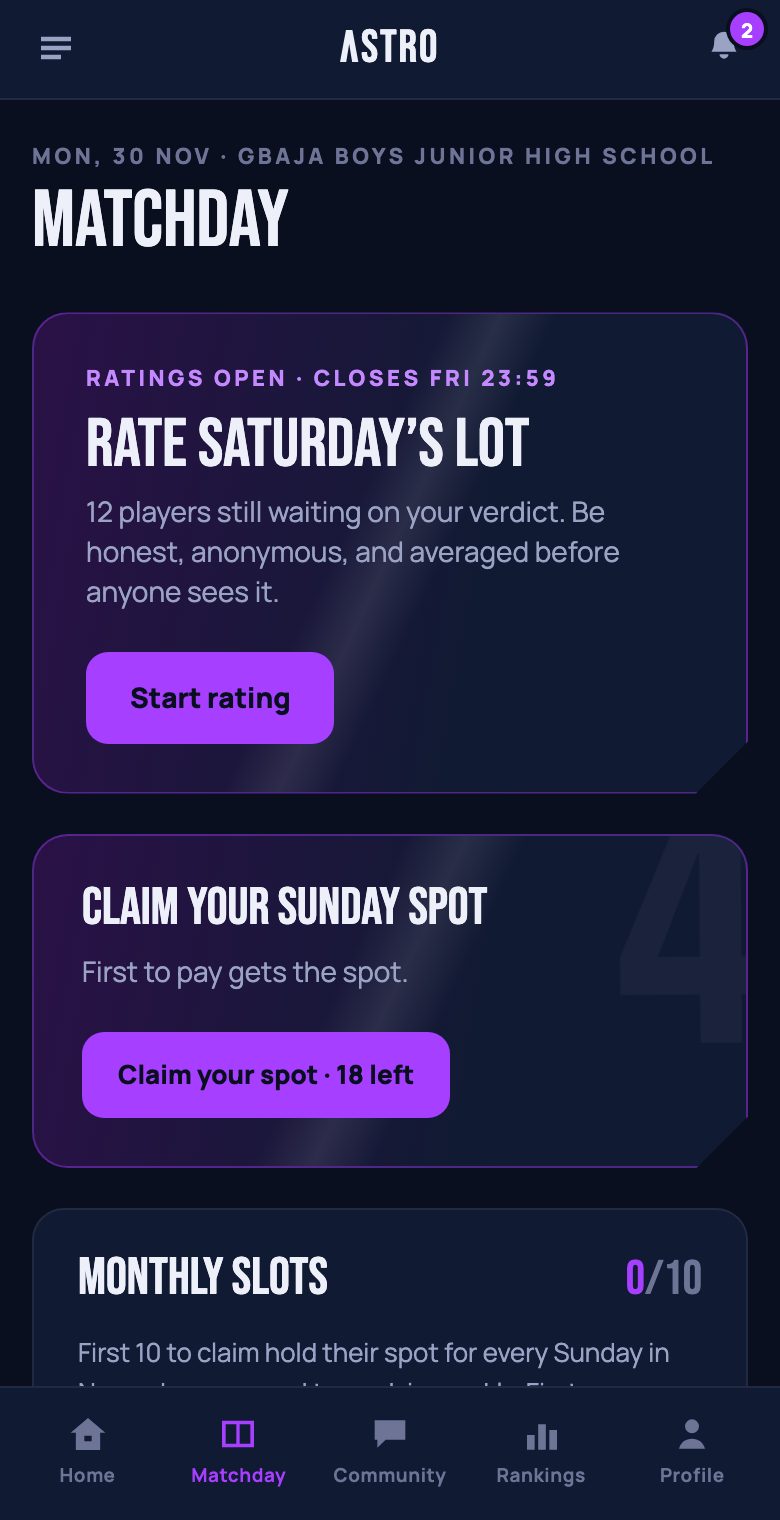 ASTRO
2
MON, 30 NOV · GBAJA BOYS JUNIOR HIGH SCHOOL
MATCHDAY
RATINGS OPEN · CLOSES FRI 23:59
RATE SATURDAY’S LOT
12 players still waiting on your verdict. Be
honest, anonymous, and averaged before
anyone sees it.
Start rating
4
CLAIM YOUR SUNDAY SPOT
First to pay gets the spot.
Claim your spot · 18 left
MONTHLY SLOTS
0/10
First 10 to claim hold their spot for every Sunday in
Home
Matchday
Community
Rankings
Profile